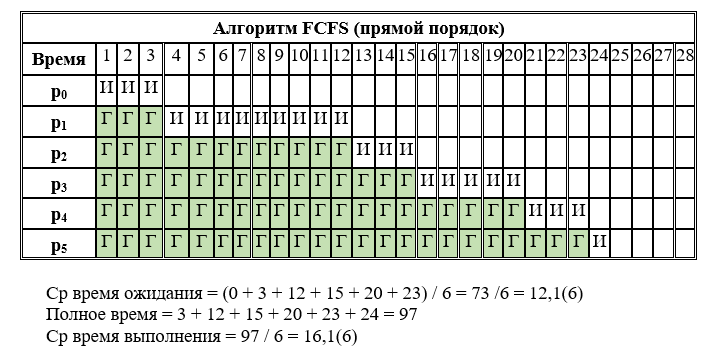 Алгоритм FCFS (прямой порядок)
Время 1 2 3 4 5 6 7 8 9 10 11 12 13 14 15 16 17 18 19 20 21 22 23 24 25 26 27 28
p0 И И И
p1 Г Г Г И И И И И И И И И
p2 Г Г Г Г Г Г Г Г Г Г Г Г И И И
p3 Г Г Г Г Г Г Г Г Г Г Г Г Г Г Г И И И И И
p4 Г Г Г Г Г Г Г Г Г Г Г Г Г Г Г Г Г Г Г Г И И И
p5 Г Г Г Г Г Г Г Г Г Г Г Г Г Г Г Г Г Г Г Г Г Г Г И
Ср время ожидания = (0 + 3 + 12 + 15 + 20 + 23) / 6 = 73 /6 = 12,1(6)
Полное время = 3 + 12 + 15 + 20 + 23 + 24 = 97
Ср время выполнения = 97 / 6 = 16,1(6)